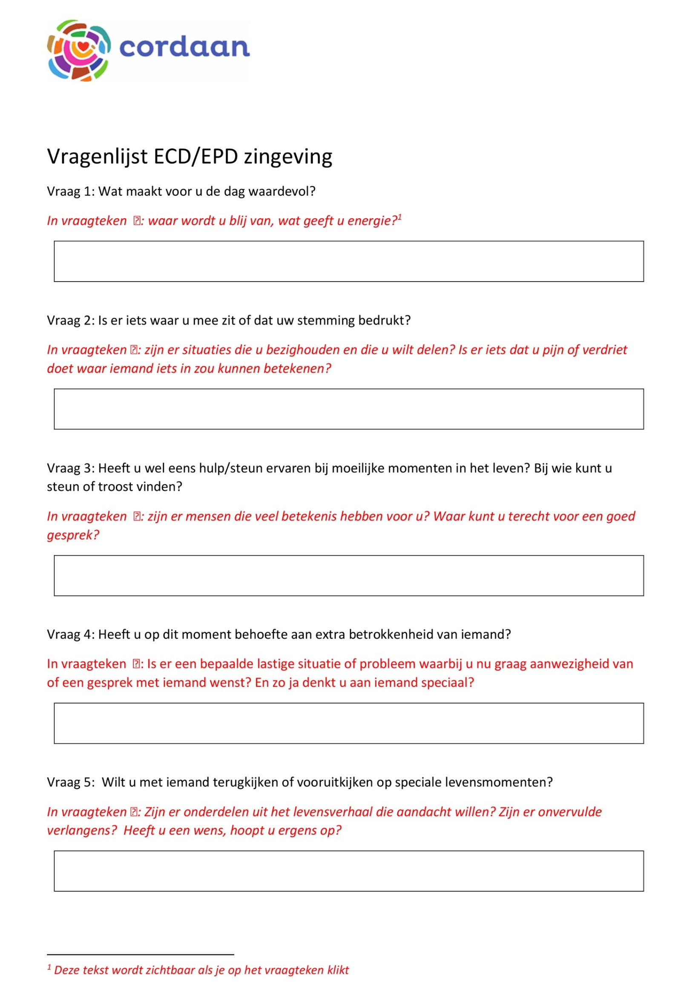 cordaan
Vragenlijst ECD/EPD zingeving
Vraag 1: Wat maakt voor u de dag waardevol?
In vraagteken ⍰: waar wordt u blij van, wat geeft u energie?¹
Vraag 2: Is er iets waar u mee zit of dat uw stemming bedrukt?
In vraagteken ⍰: zijn er situaties die u bezighouden en die u wilt delen? Is er iets dat u pijn of verdriet
doet waar iemand iets in zou kunnen betekenen?
Vraag 3: Heeft u wel eens hulp/steun ervaren bij moeilijke momenten in het leven? Bij wie kunt u
steun of troost vinden?
In vraagteken ⍰: zijn er mensen die veel betekenis hebben voor u? Waar kunt u terecht voor een goed
gesprek?
Vraag 4: Heeft u op dit moment behoefte aan extra betrokkenheid van iemand?
In vraagteken ⍰: Is er een bepaalde lastige situatie of probleem waarbij u nu graag aanwezigheid van
of een gesprek met iemand wenst? En zo ja denkt u aan iemand speciaal?
Vraag 5: Wilt u met iemand terugkijken of vooruitkijken op speciale levensmomenten?
In vraagteken ⍰: Zijn er onderdelen uit het levensverhaal die aandacht willen? Zijn er onvervulde
verlangens? Heeft u een wens, hoopt u ergens op?
¹ Deze tekst wordt zichtbaar als je op het vraagteken klikt